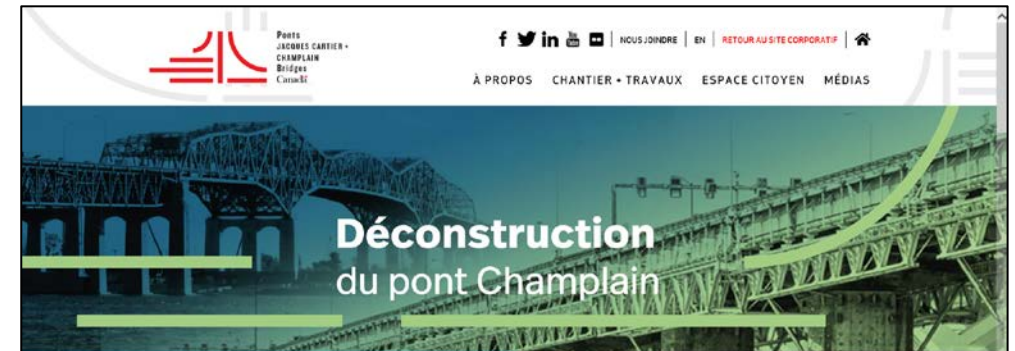 Ponts
JACQUES CARTIER +
CHAMPLAIN
Bridges
Canada
NOUS JOINDRE | EN | RETOUR AU SITE CORPORATIF
À PROPOS CHANTIER + TRAVAUX ESPACE CITOYEN MÉDIAS
Déconstruction
du pont Champlain